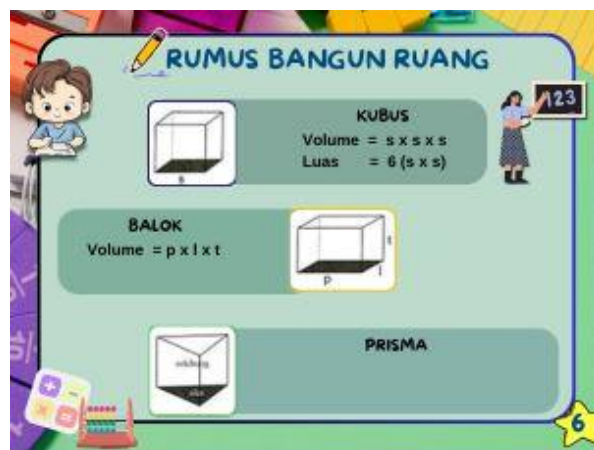 RUMUS BANGUN RUANG
123
KUBUS
Volume = s x s x s
Luas = 6 (s x s)
s
BALOK
Volume = p x l x t
t
l
p
PRISMA
6